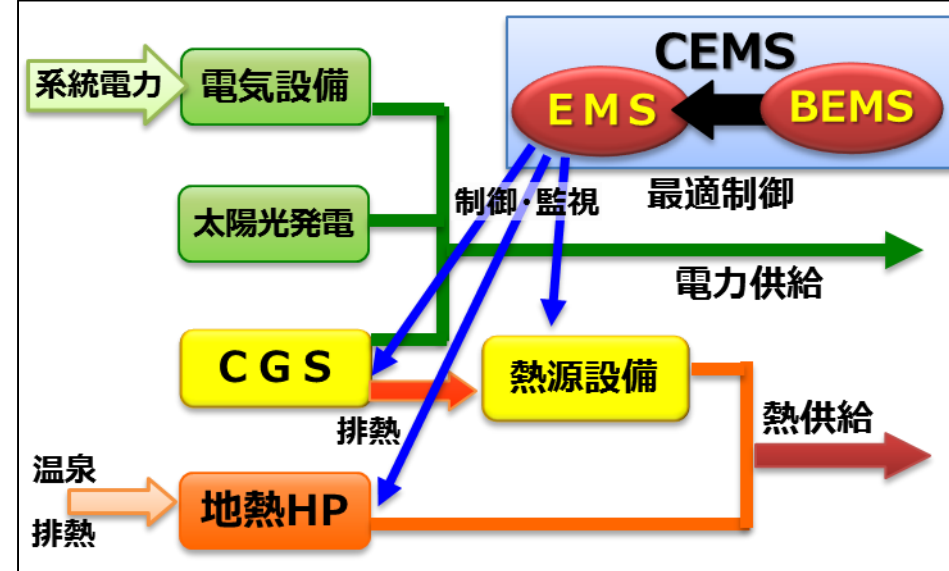 CEMS
系統電力
電気設備
EMS
BEMS
太陽光発電
制御・監視
最適制御
電力供給
CGS
熱源設備
排熱
熱供給
温泉
排熱
地熱HP